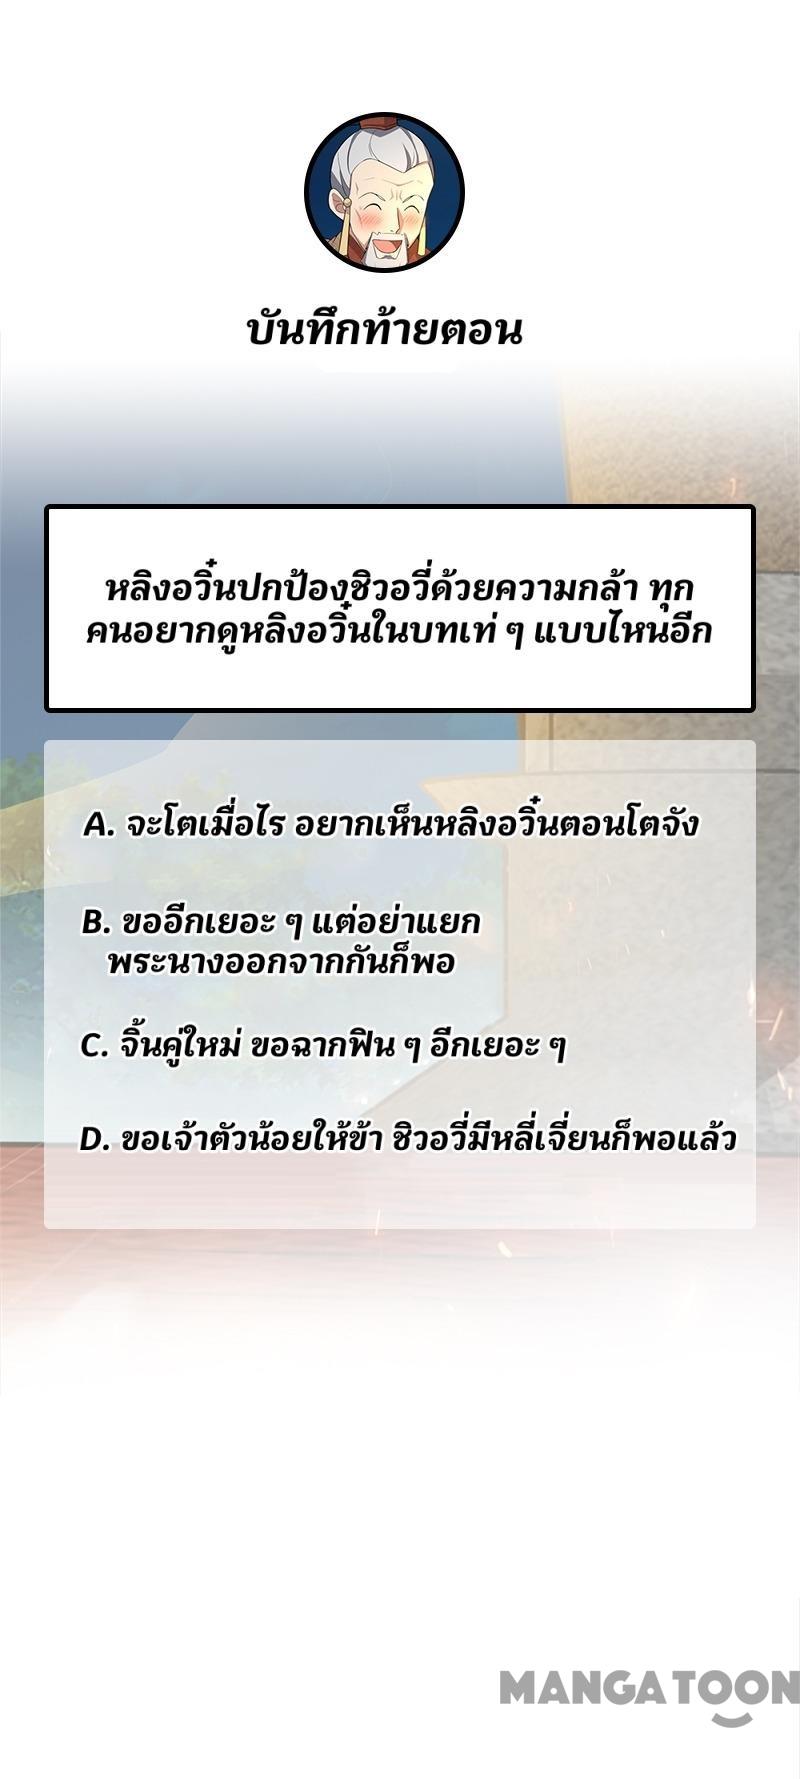 บันทึกท้ายตอน
หลิงอวิ๋นปกป้องชิวอวี่ด้วยความกล้า ทุก
คนอยากดูหลิงอวิ๋นในบทเท่ ๆ แบบไหนอีก
A. จะโตเมื่อไร อยากเห็นหลิงอวิ๋นตอนโตจัง
B. ขออีกเยอะ ๆ แต่อย่าแยก
พระนางออกจากกันก็พอ
C. จิ้นคู่ใหม่ ขอฉากฟิน ๆ อีกเยอะ ๆ
D. ขอเจ้าตัวน้อยให้ข้า ชิวอวี่มีหลี่เจี่ยนก็พอแล้ว
MANGATOON